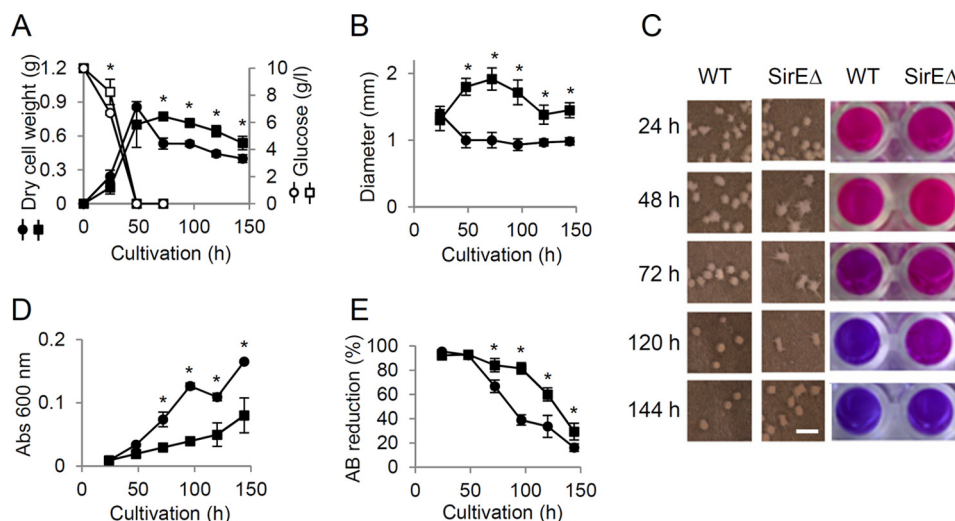 A
*
Dry cell weight (g)
1.2
0.9
0.6
0.3
0
* * * *
10
8
6
4
2
0
Glucose (g/l)
0 50 100 150
Cultivation (h)
B
Diameter (mm)
2
1
0
* * * * *
0 50 100 150
Cultivation (h)
C
WT SirEΔ WT SirEΔ
24 h
48 h
72 h
120 h
144 h
D
Abs 600 nm
0.2
0.1
0
* * * *
0 50 100 150
Cultivation (h)
E
AB reduction (%)
100
80
60
40
20
0
* * * *
0 50 100 150
Cultivation (h)